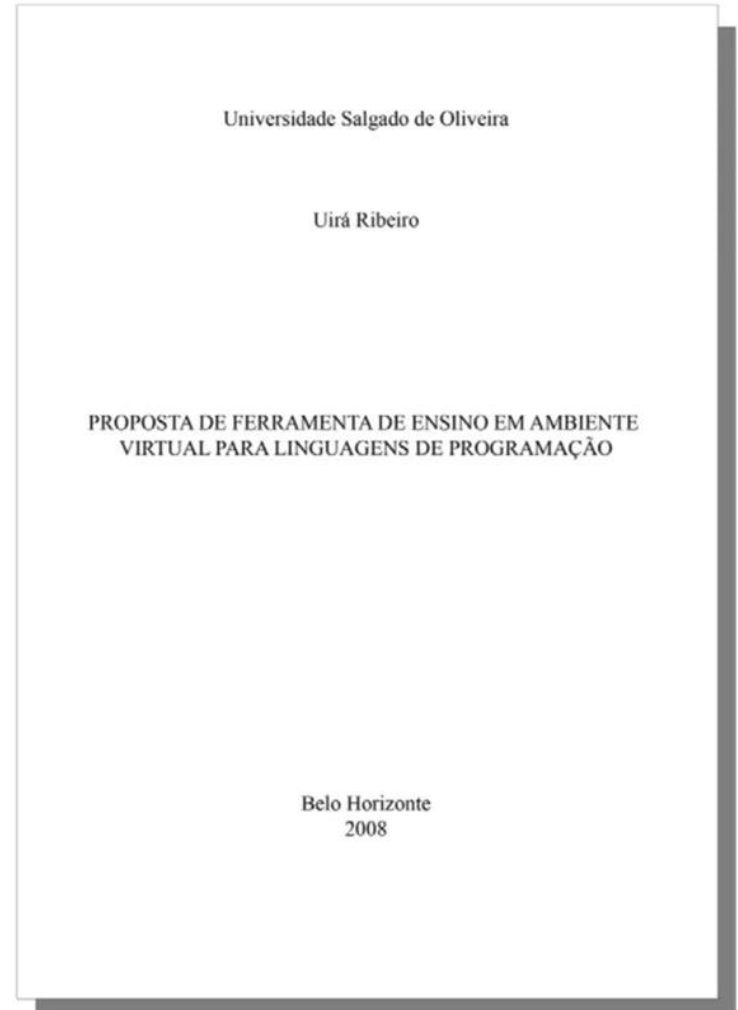 Universidade Salgado de Oliveira
Uirá Ribeiro
PROPOSTA DE FERRAMENTA DE ENSINO EM AMBIENTE
VIRTUAL PARA LINGUAGENS DE PROGRAMAÇÃO
Belo Horizonte
2008